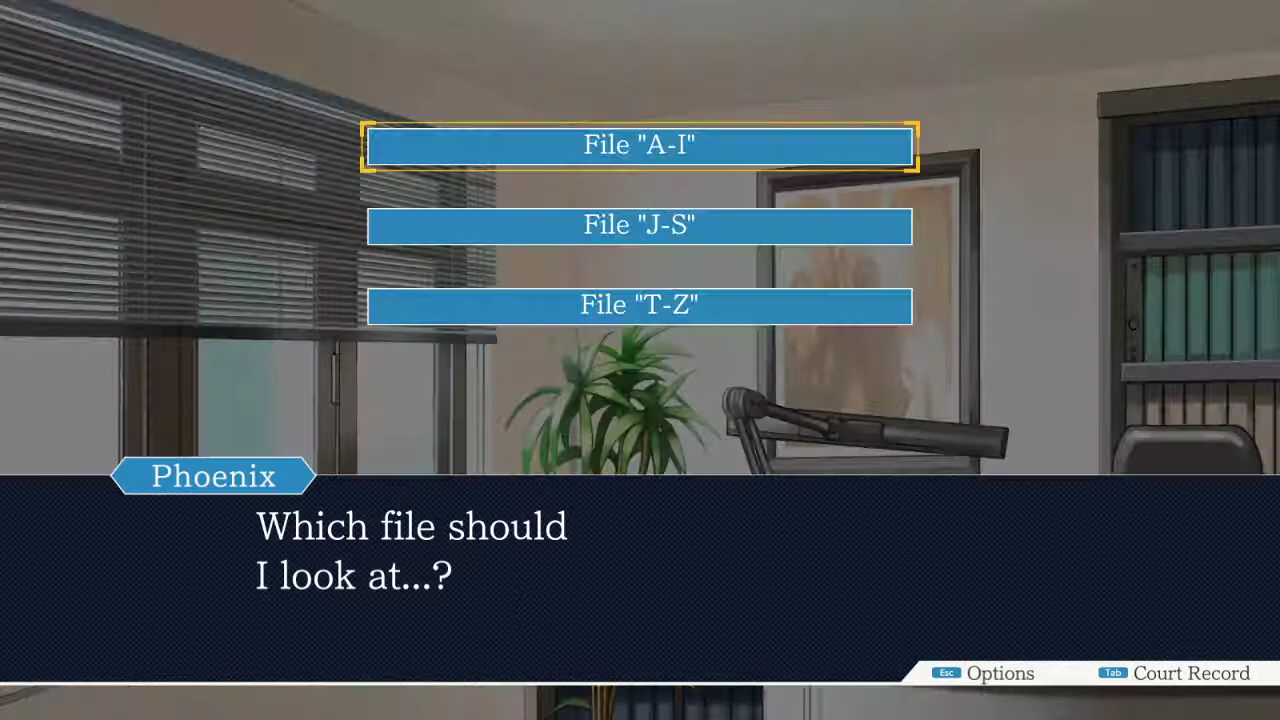 File "A-I"
File "J-S"
File "T-Z"
Phoenix
Which file should
I look at...?
Esc Options Tab Court Record